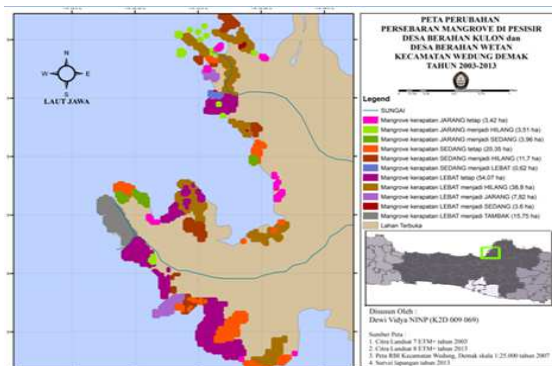 PETA PERUBAHAN
PERSEBARAN MANGROVE DI PESISIR
DESA BERAHAN KULON dan
DESA BERAHAN WETAN
KECAMATAN WEDUNG DEMAK
TAHUN 2003-2013
N
W E
S
LAUT JAWA
Legend
SUNGAI
Mangrove kerapatan JARANG tetap (3,42 ha)
Mangrove kerapatan JARANG menjadi HILANG (3,51 ha)
Mangrove kerapatan JARANG menjadi SEDANG (3,96 ha)
Mangrove kerapatan SEDANG tetap (20,35 ha)
Mangrove kerapatan SEDANG menjadi HILANG (11,7 ha)
Mangrove kerapatan SEDANG menjadi LEBAT (0,62 ha)
Mangrove kerapatan LEBAT tetap (54,07 ha)
Mangrove kerapatan LEBAT menjadi HILANG (38,8 ha)
Mangrove kerapatan LEBAT menjadi JARANG (7,82 ha)
Mangrove kerapatan LEBAT menjadi SEDANG (3,6 ha)
Mangrove kerapatan LEBAT menjadi TAMBAK (15,75 ha)
Lahan Terbuka
Disusun Oleh :
Dewi Vidya NINP (K2D 009 069)
Sumber Peta :
1. Citra Landsat 7 ETM+ tahun 2003
2. Citra Landsat 8 ETM+ tahun 2013
3. Peta RBI Kecamatan Wedung, Demak skala 1:25.000 tahun 2007
4. Survei lapangan tahun 2013